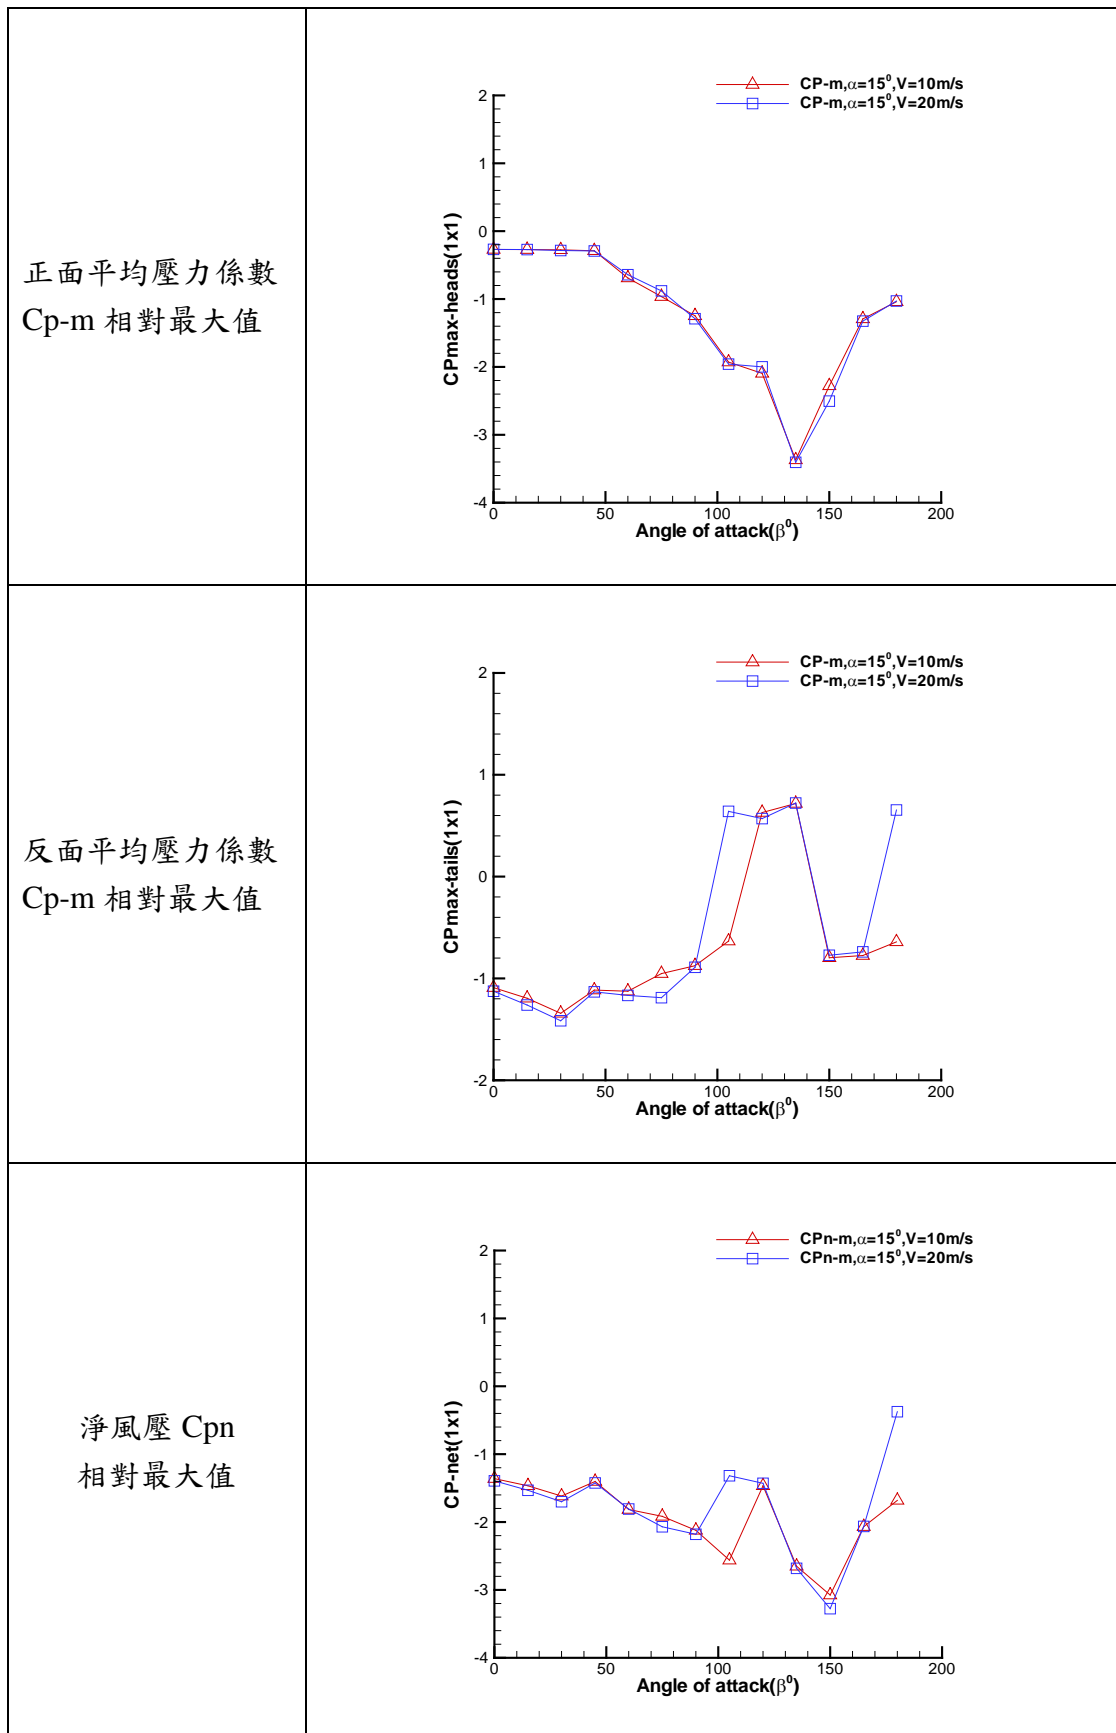 正面平均壓力係數
Cp-m 相對最大值
CP-m,α=15⁰,V=10m/s
CP-m,α=15⁰,V=20m/s
2
1
0
-1
-2
-3
-4
CPmax-heads(1x1)
0 50 100 150 200
Angle of attack(β⁰)
反面平均壓力係數
Cp-m 相對最大值
CP-m,α=15⁰,V=10m/s
CP-m,α=15⁰,V=20m/s
2
1
0
-1
-2
CPmax-tails(1x1)
0 50 100 150 200
Angle of attack(β⁰)
淨風壓 Cpn
相對最大值
CPn-m,α=15⁰,V=10m/s
CPn-m,α=15⁰,V=20m/s
2
1
0
-1
-2
-3
-4
CP-net(1x1)
0 50 100 150 200
Angle of attack(β⁰)